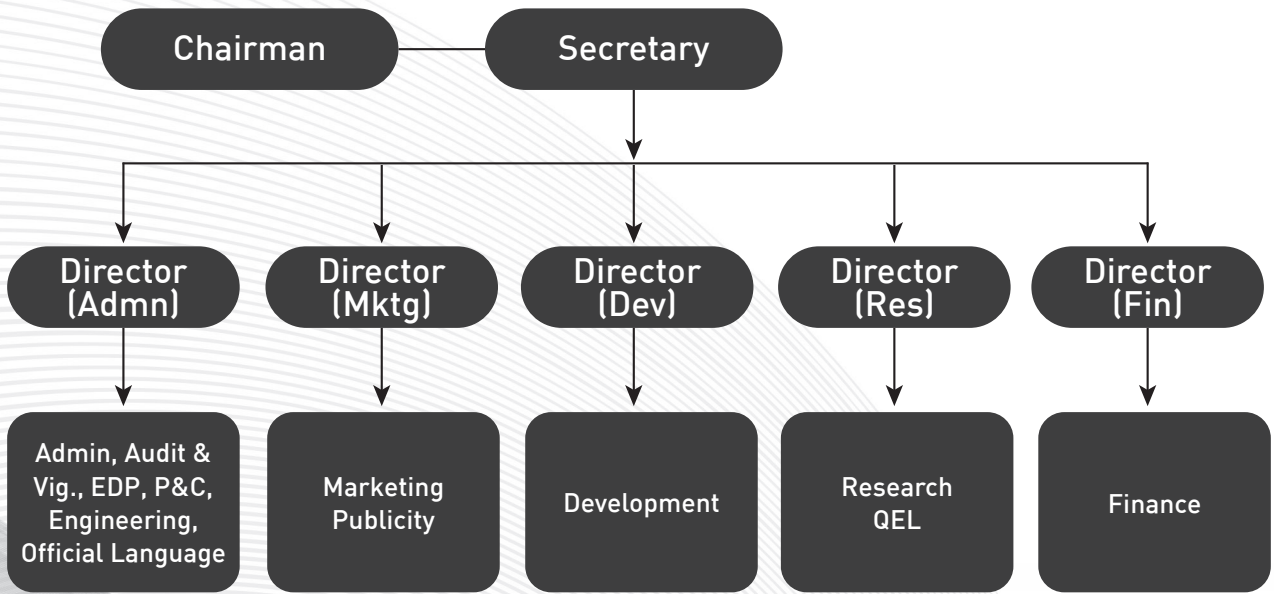 Chairman
Secretary
Director
(Admn)
Director
(Mktg)
Director
(Dev)
Director
(Res)
Director
(Fin)
Admin, Audit &
Vig., EDP, P&C,
Engineering,
Official Language
Marketing
Publicity
Development
Research
QEL
Finance